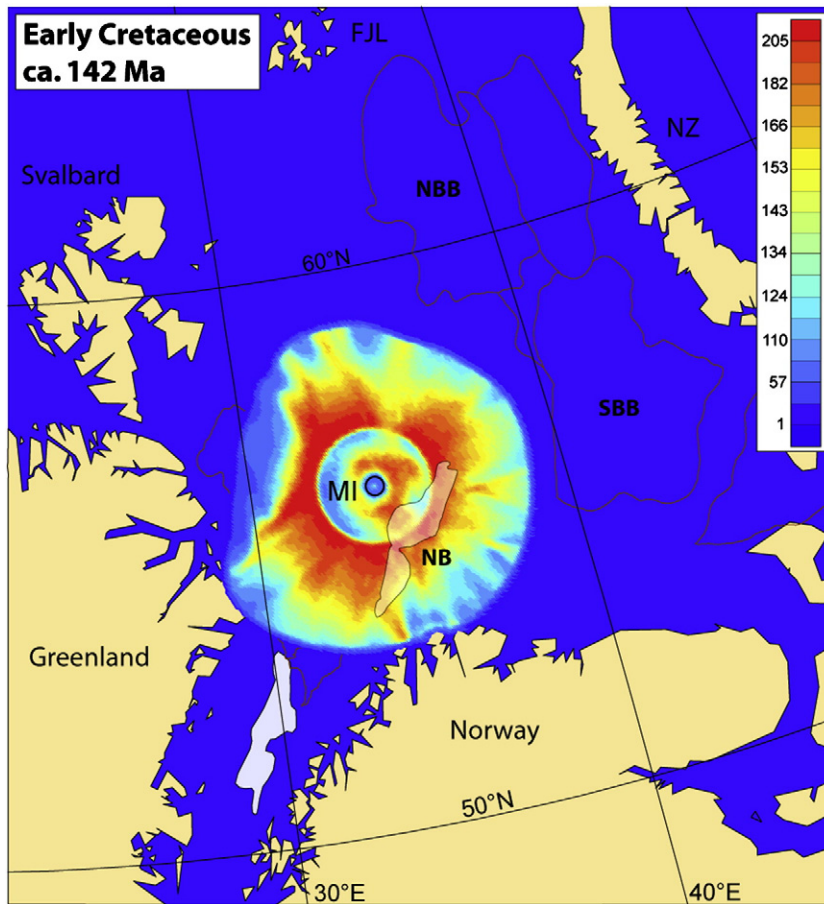 Early Cretaceous
ca. 142 Ma
FJL
205
182
166
153
143
134
124
110
57
1
NZ
Svalbard
NBB
60°N
SBB
MI
NB
Greenland
Norway
50°N
30°E
40°E